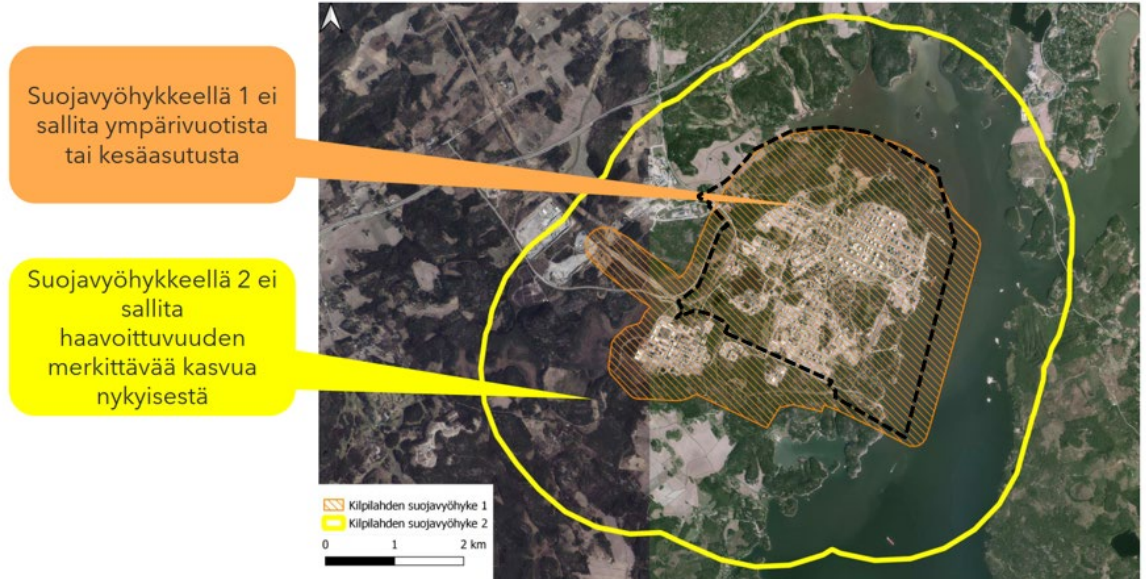 Suojavyöhykkeellä 1 ei
sallita ympärivuotista
tai kesäasutusta
Suojavyöhykkeellä 2 ei
sallita
haavoittuvuuden
merkittävää kasvua
nykyisestä
Kilpilahden suojavyöhyke 1
Kilpilahden suojavyöhyke 2
0 1 2 km